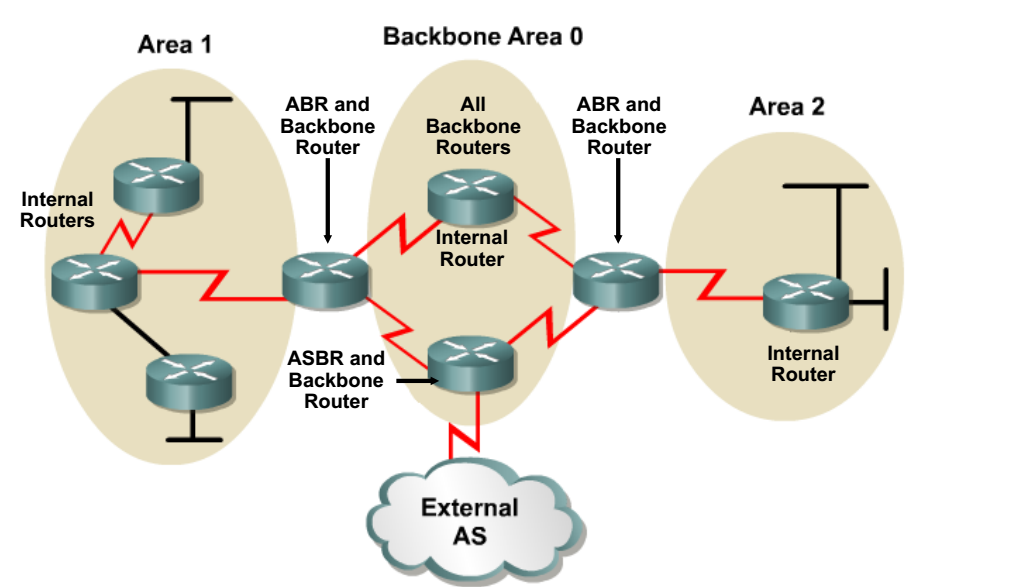 Area 1
Backbone Area 0
Area 2
ABR and
Backbone
Router
All
Backbone
Routers
ABR and
Backbone
Router
Internal
Routers
Internal
Router
ASBR and
Backbone
Router
Internal
Router
External
AS